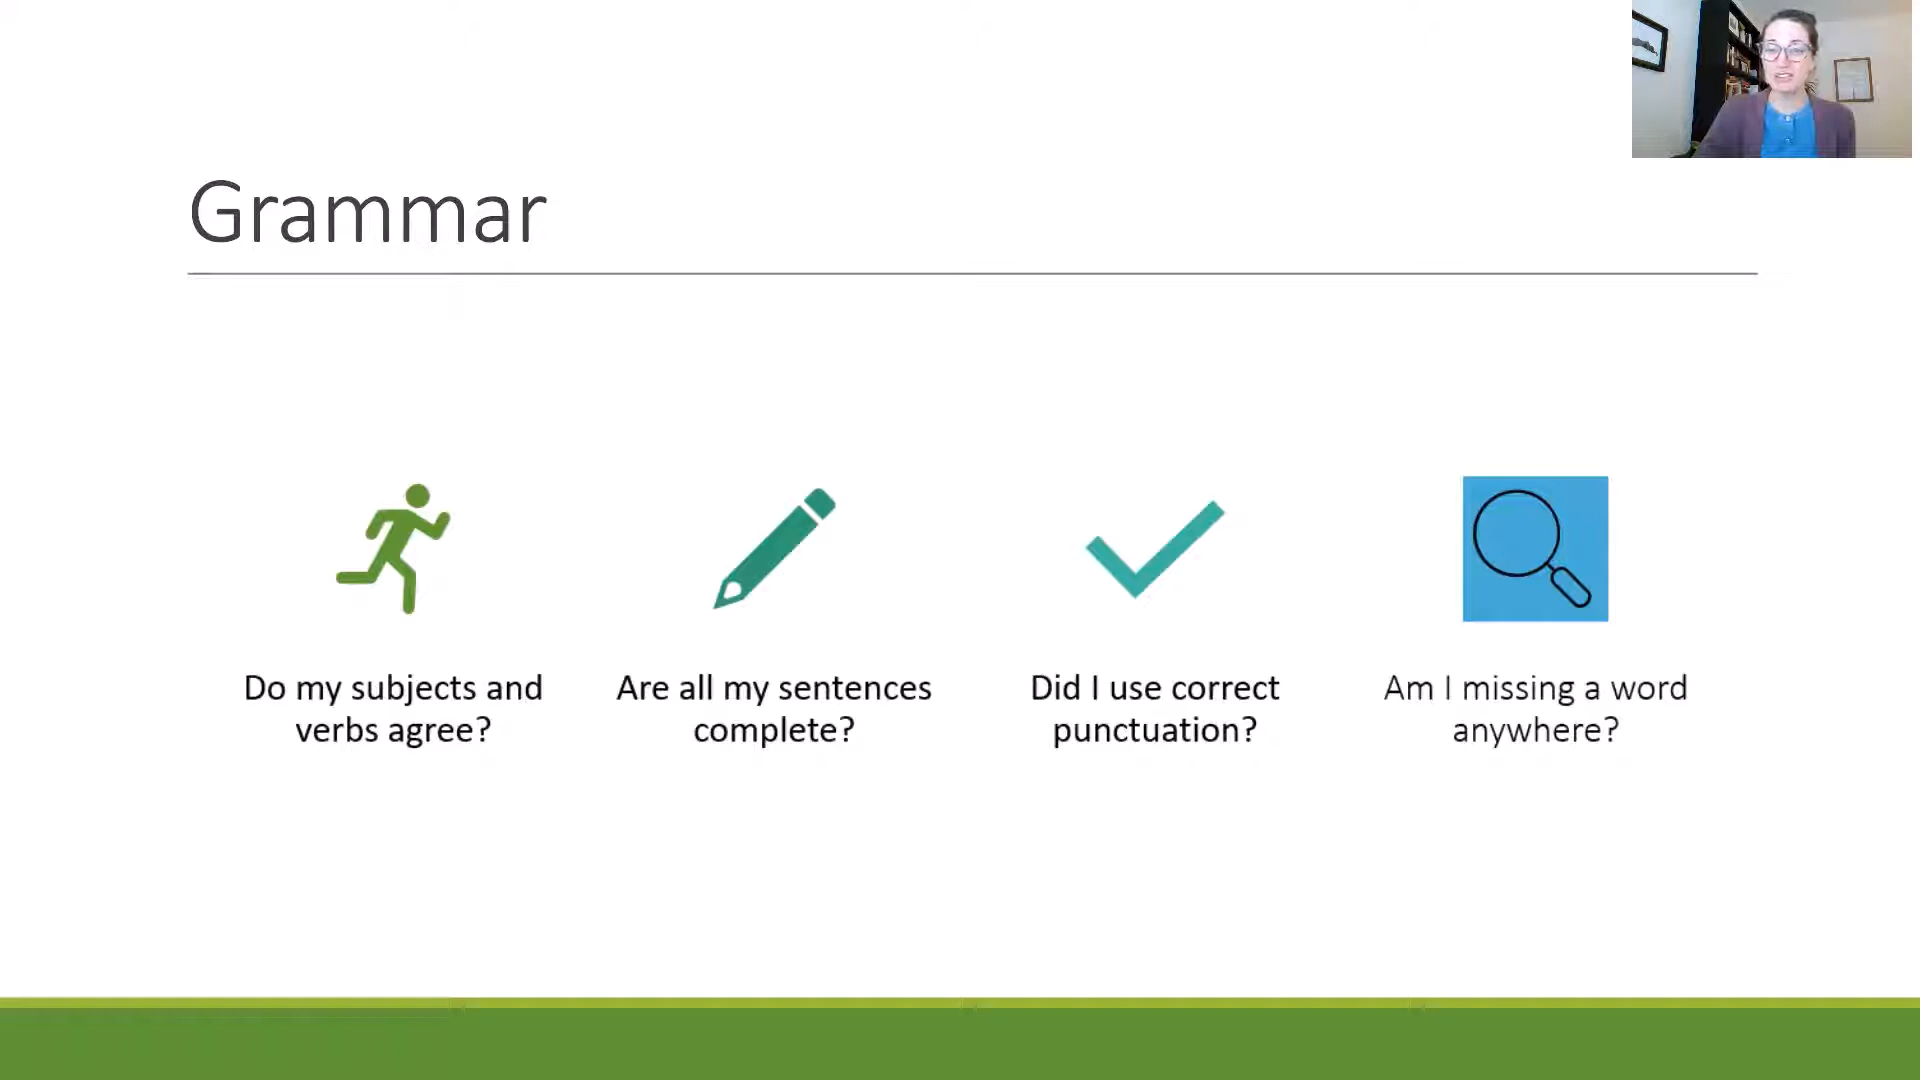 Grammar
Do my subjects and
verbs agree?
Are all my sentences
complete?
Did I use correct
punctuation?
Am I missing a word
anywhere?